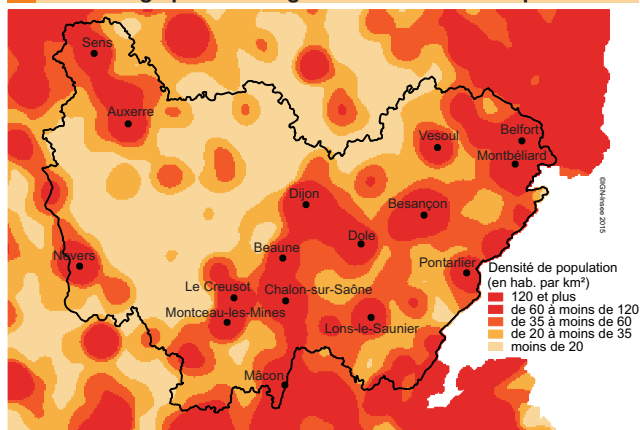 Sens
Auxerre
Vesoul
Belfort
Montbéliard
©IGN-Insee 2015
Dijon
Besançon
Dole
Beaune
Nevers
Pontarlier
Le Creusot
Chalon-sur-Saône
Montceau-les-Mines
Lons-le-Saunier
Mâcon
Densité de population
(en hab. par km²)
120 et plus
de 60 à moins de 120
de 35 à moins de 60
de 20 à moins de 35
moins de 20